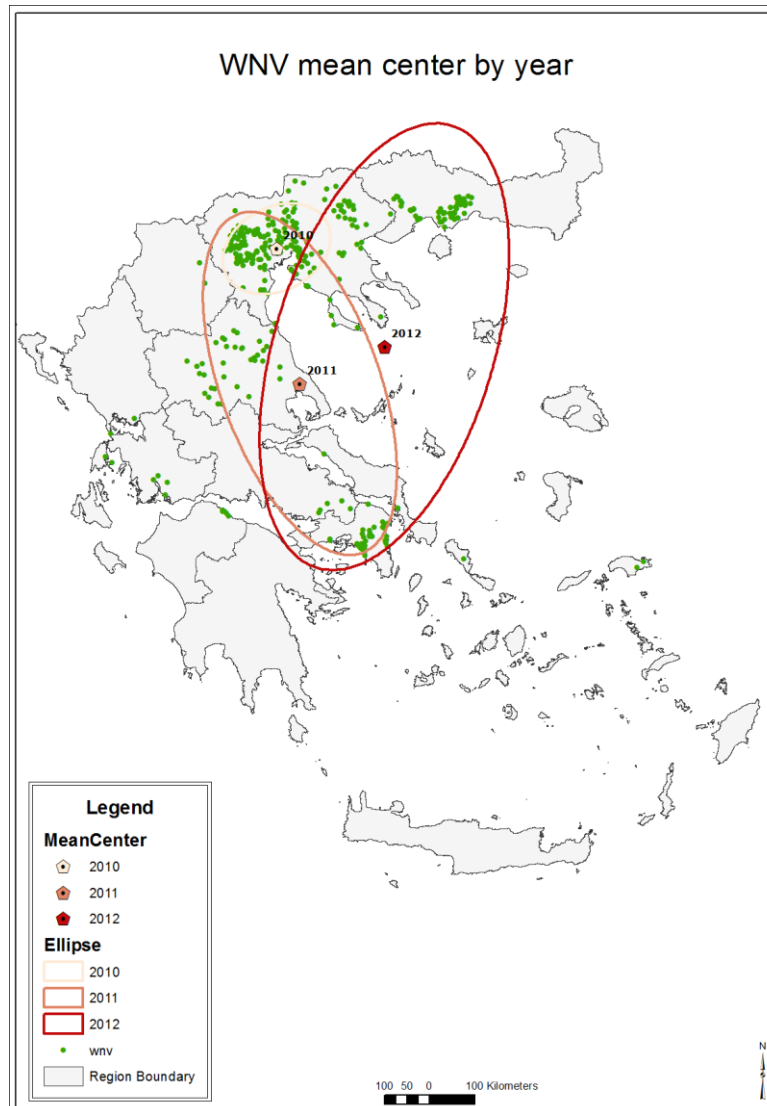 WNV mean center by year
2010
2012
2011
Legend
MeanCenter
2010
2011
2012
Ellipse
2010
2011
2012
wnv
Region Boundary
100 50 0 100 Kilometers
N